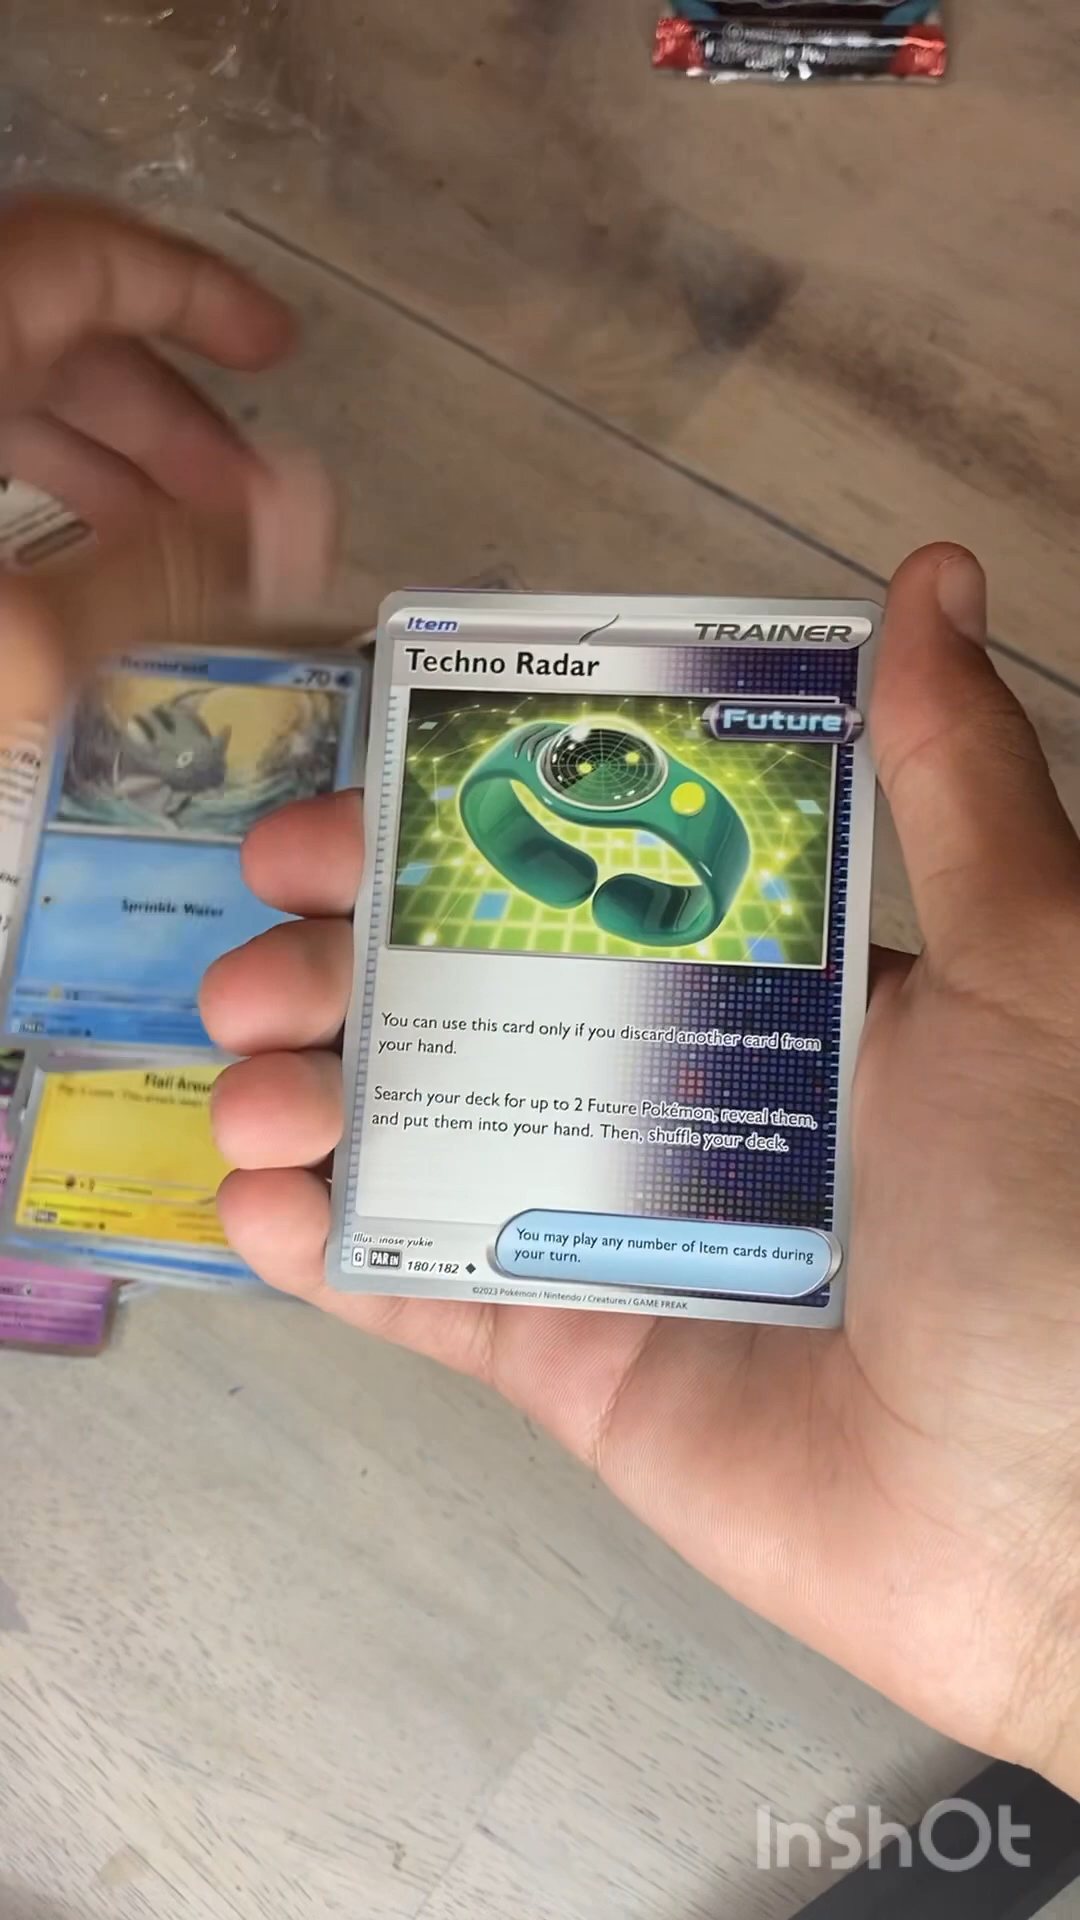 Item
TRAINER
Techno Radar
Future
70
Sprinkle Water
You can use this card only if you discard another card from
your hand.
Search your deck for up to 2 Future Pokémon, reveal them,
and put them into your hand. Then, shuffle your deck.
You may play any number of Item cards during
your turn.
Illus. inose yukie
G PAR EN 180/182
©2023 Pokémon / Nintendo / Creatures / GAME FREAK
InShOt